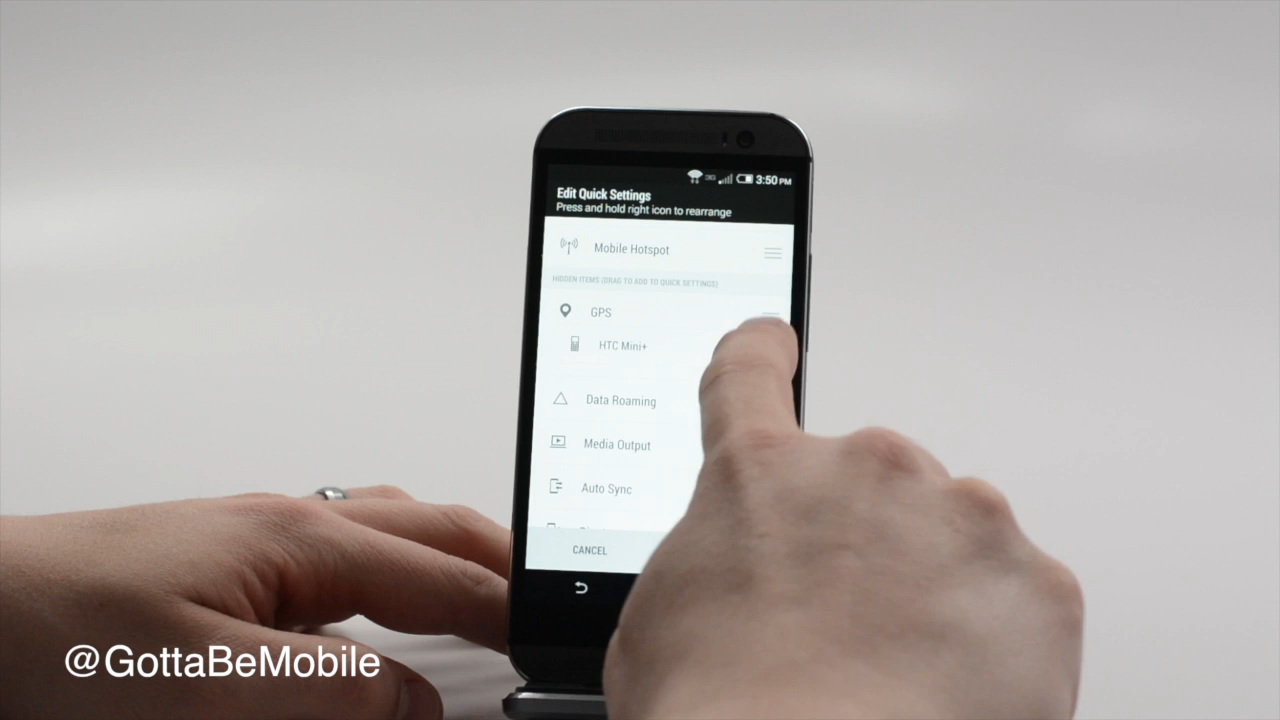 3G 3:50 PM
Edit Quick Settings
Press and hold right icon to rearrange
Mobile Hotspot
HIDDEN ITEMS (DRAG TO ADD TO QUICK SETTINGS)
GPS
HTC Mini+
Data Roaming
Media Output
Auto Sync
CANCEL
@GottaBeMobile